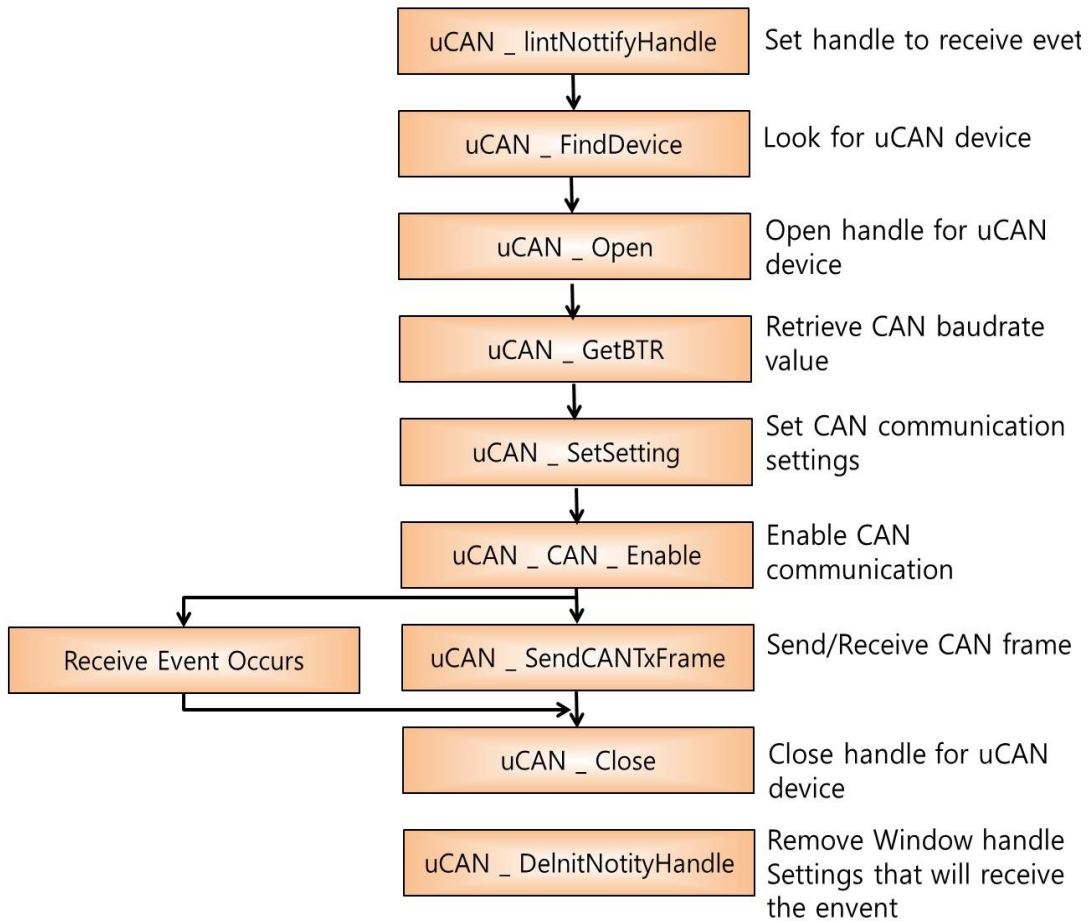 uCAN _ lintNottifyHandle
Set handle to receive evet
uCAN _ FindDevice
Look for uCAN device
uCAN _ Open
Open handle for uCAN
device
uCAN _ GetBTR
Retrieve CAN baudrate
value
uCAN _ SetSetting
Set CAN communication
settings
uCAN _ CAN _ Enable
Enable CAN
communication
Receive Event Occurs
uCAN _ SendCANTxFrame
Send/Receive CAN frame
uCAN _ Close
Close handle for uCAN
device
uCAN _ DeInitNotityHandle
Remove Window handle
Settings that will receive
the envent